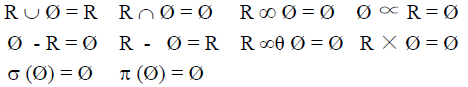 R ∪ Ø = R R ∩ Ø = Ø R ∞ Ø = Ø Ø ∝ R = Ø
Ø - R = Ø R - Ø = R R ∞θ Ø = Ø R × Ø = Ø
σ (Ø) = Ø π (Ø) = Ø